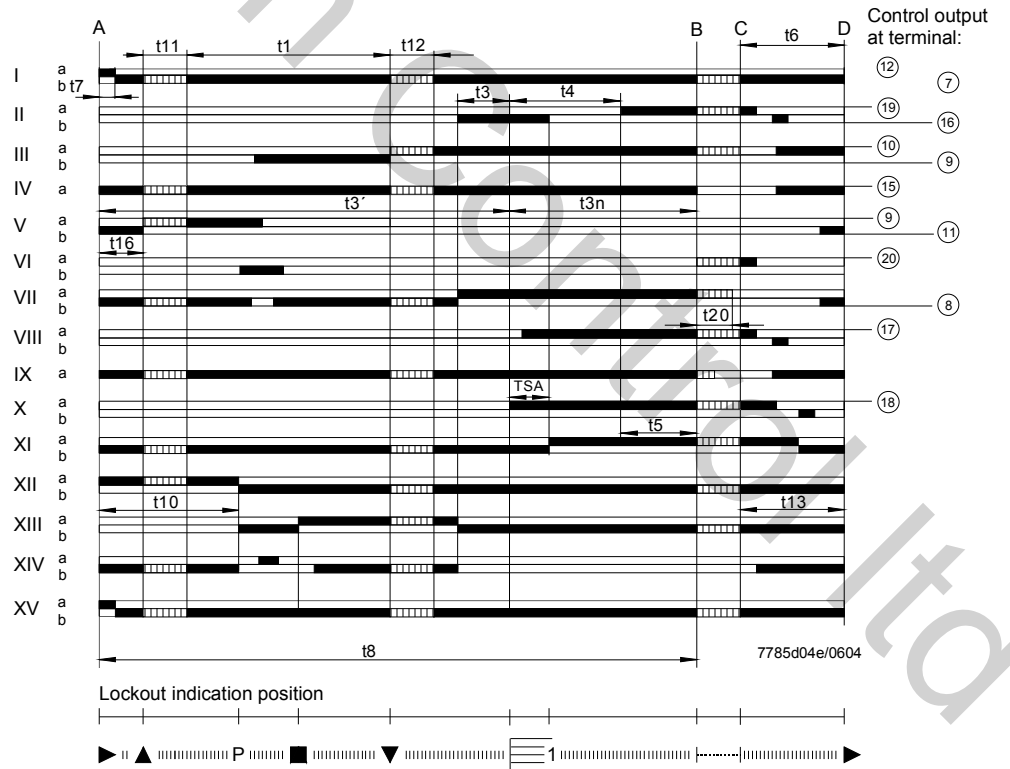 Control output
at terminal:
A B C D
t11 t1 t12 t6
I a b t7 12 7
II a b t3 t4 19 16
III a b 10 9
IV a 15
t3´ t3n
V a b 9 11
t16
VI a b 20
VII a b 8
t20
VIII a b 17
IX a
TSA
X a b 18
XI a b t5
XII a b
t10 t13
XIII a b
XIV a b
XV a b
t8
7785d04e/0604
Lockout indication position
P 1
n Control ltd